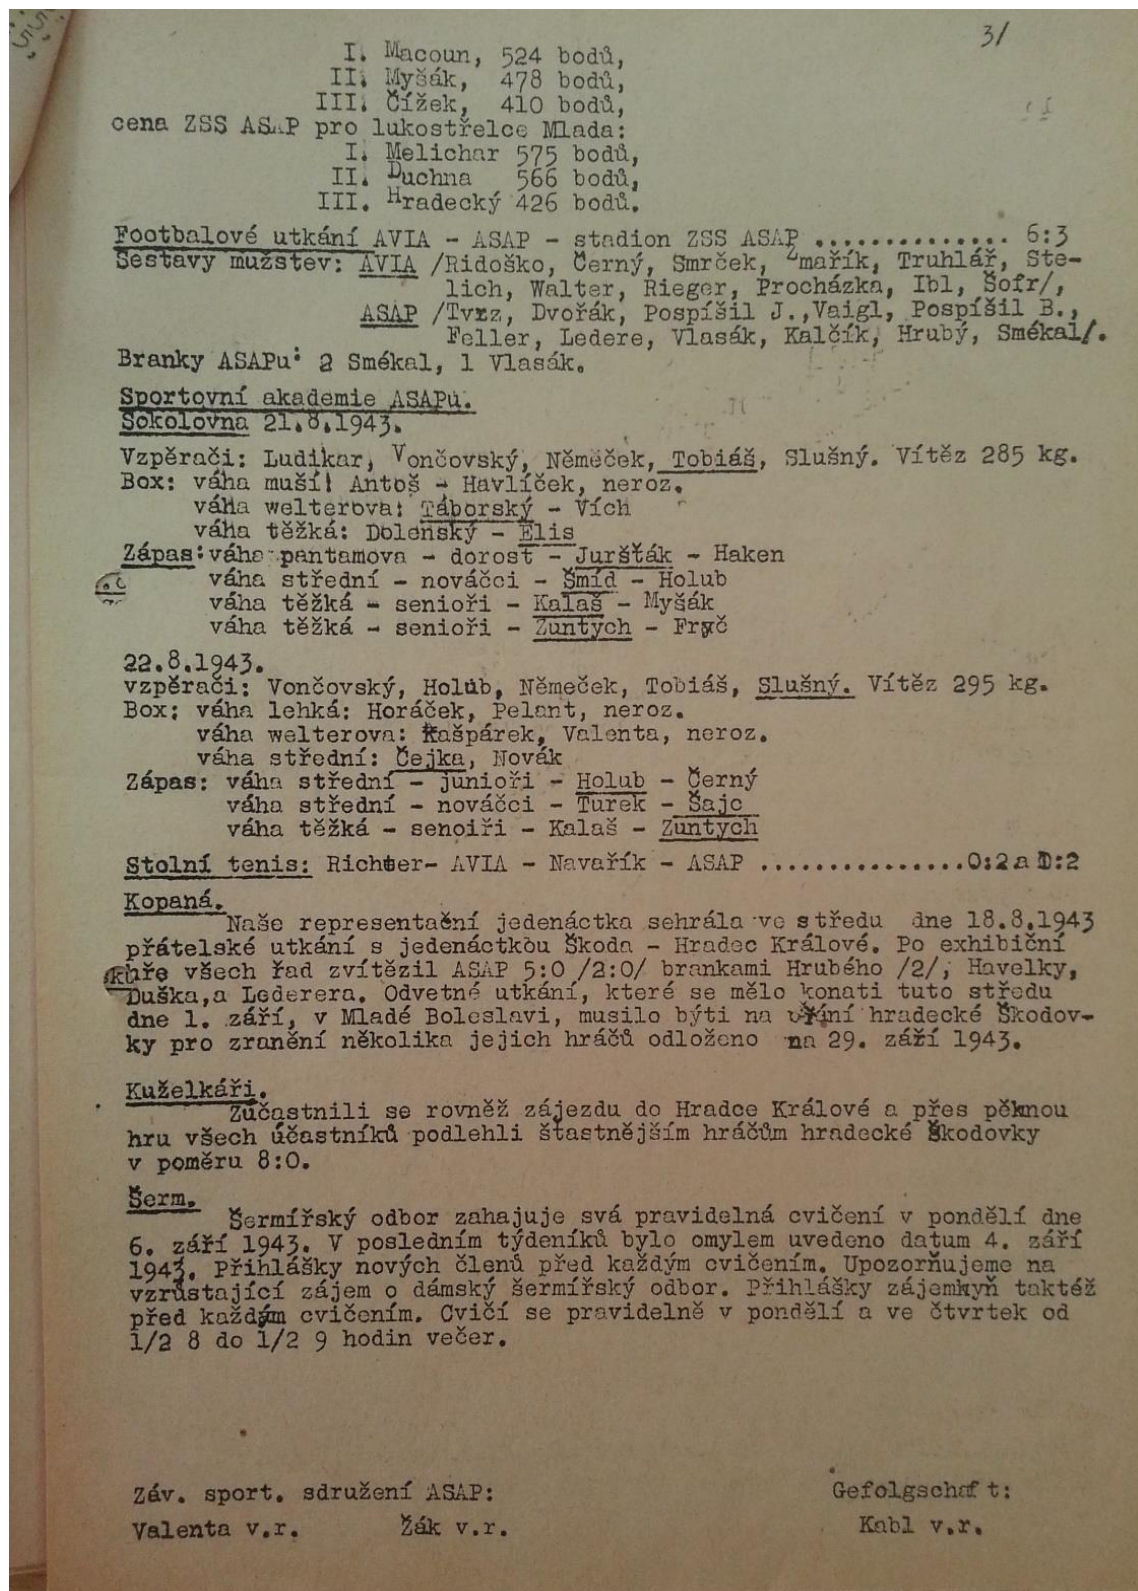 31
I. Macoun, 524 bodů,
II. Myšák, 478 bodů,
III. Čížek, 410 bodů,
cena ZSS ASAP pro lukostřelce Mlada:
I. Melichar 575 bodů,
II. Duchna 566 bodů,
III. Hradecký 426 bodů.
Footbalové utkání AVIA - ASAP - stadion ZSS ASAP .............. 6:3
Sestavy mužstev: AVIA /Ridoško, Černý, Smrček, Zmařík, Truhlář, Ste-
lich, Walter, Rieger, Procházka, Ibl, Šofr/,
ASAP /Tvrz, Dvořák, Pospíšil J.,Vaigl, Pospíšil B.,
Feller, Ledere, Vlasák, Kalčík, Hrubý, Smékal/.
Branky ASAPu: 2 Smékal, 1 Vlasák.
Sportovní akademie ASAPu.
Sokolovna 21.8.1943.
Vzpěrači: Ludikar, Vončovský, Němeček, Tobiáš, Slušný. Vítěz 285 kg.
Box: váha muší: Antoš - Havlíček, neroz.
váha welterova: Táborský - Vích
váha těžká: Dolenský - Elis
Zápas: váha pantamova - dorost - Juršťák - Haken
váha střední - nováčci - Šmíd - Holub
váha těžká - senioři - Kalaš - Myšák
váha těžká - senioři - Zuntych - Fryč
22.8.1943.
vzpěrači: Vončovský, Holub, Němeček, Tobiáš, Slušný. Vítěz 295 kg.
Box: váha lehká: Horáček, Pelant, neroz.
váha welterova: Kašpárek, Valenta, neroz.
váha střední: Čejka, Novák
Zápas: váha střední - junioři - Holub - Černý
váha střední - nováčci - Turek - Šajc
váha těžká - senoiři - Kalaš - Zuntych
Stolní tenis: Richter- AVIA - Navařík - ASAP ...............0:2 a 0:2
Kopaná.
Naše representační jedenáctka sehrála ve středu dne 18.8.1943
přátelské utkání s jedenáctkou Škoda - Hradec Králové. Po exhibiční
hře všech řad zvítězil ASAP 5:0 /2:0/ brankami Hrubého /2/, Havelky,
Duška,a Lederera. Odvetné utkání, které se mělo konati tuto středu
dne 1. září, v Mladé Boleslavi, musilo býti na přání hradecké Škodov-
ky pro zranění několika jejich hráčů odloženo na 29. září 1943.
Kuželkáři.
Zúčastnili se rovněž zájezdu do Hradce Králové a přes pěknou
hru všech účastníků podlehli šťastnějším hráčům hradecké Škodovky
v poměru 8:0.
Šerm.
Šermířský odbor zahajuje svá pravidelná cvičení v pondělí dne
6. září 1943. V posledním týdeníků bylo omylem uvedeno datum 4. září
1943. Přihlášky nových členů před každým cvičením. Upozorňujeme na
vzrůstající zájem o dámský šermířský odbor. Přihlášky zájemkyň taktéž
před každým cvičením. Cvičí se pravidelně v pondělí a ve čtvrtek od
1/2 8 do 1/2 9 hodin večer.
Záv. sport. sdružení ASAP: Gefolgschaft:
Valenta v.r. Žák v.r. Kabl v.r.